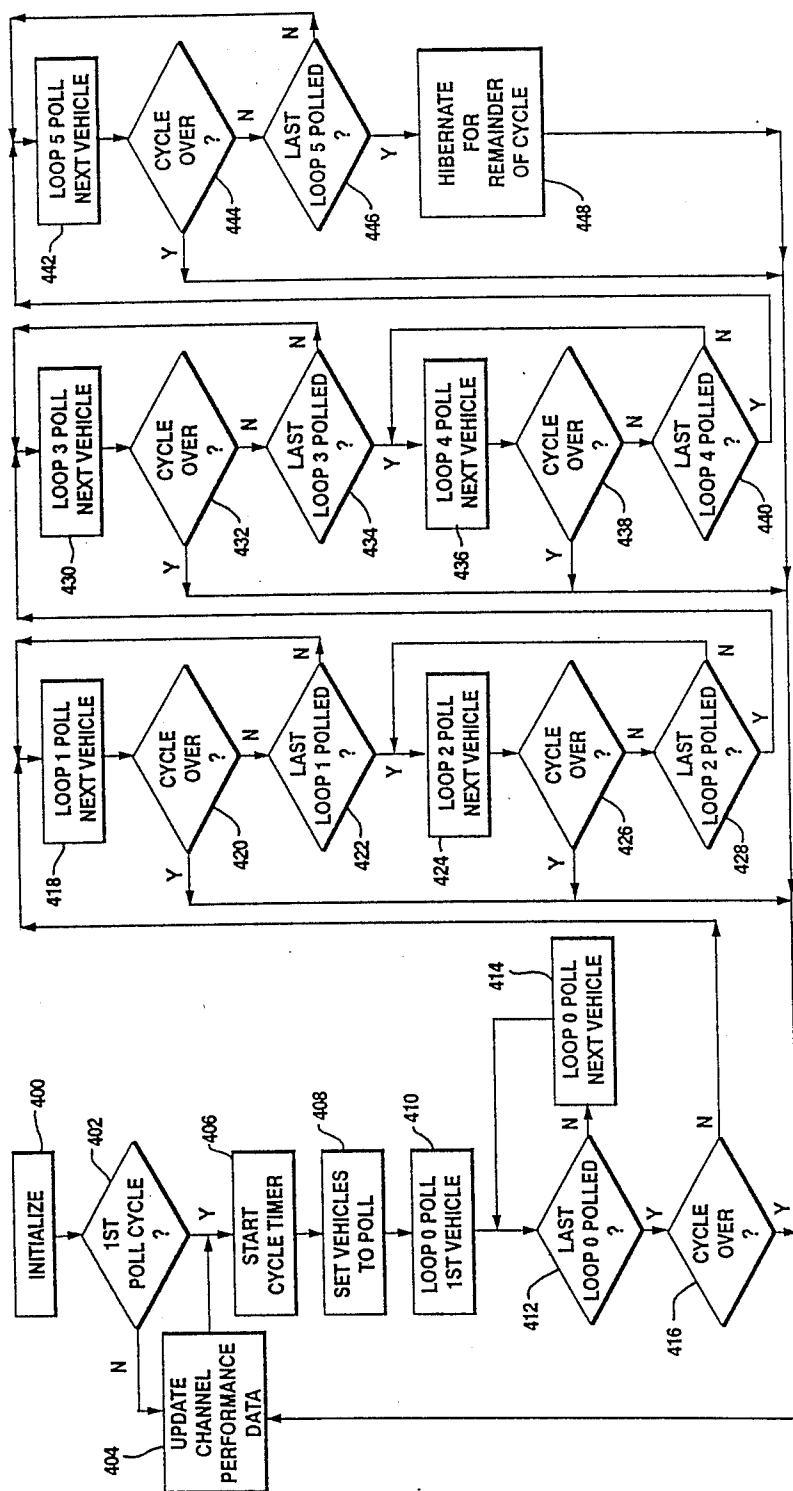 INITIALIZE
400
1ST
POLL CYCLE
?
402
N
Y
UPDATE
CHANNEL
PERFORMANCE
DATA
404
START
CYCLE TIMER
406
SET VEHICLES
TO POLL
408
LOOP 0 POLL
1ST VEHICLE
410
LAST
LOOP 0 POLLED
?
412
N
Y
LOOP 0 POLL
NEXT VEHICLE
414
CYCLE
OVER
?
416
N
Y
LOOP 1 POLL
NEXT VEHICLE
418
CYCLE
OVER
?
420
Y
N
LAST
LOOP 1 POLLED
?
422
N
Y
LOOP 2 POLL
NEXT VEHICLE
424
CYCLE
OVER
?
426
Y
N
LAST
LOOP 2 POLLED
?
428
N
Y
LOOP 3 POLL
NEXT VEHICLE
430
CYCLE
OVER
?
432
Y
N
LAST
LOOP 3 POLLED
?
434
N
Y
LOOP 4 POLL
NEXT VEHICLE
436
CYCLE
OVER
?
438
Y
N
LAST
LOOP 4 POLLED
?
440
N
Y
LOOP 5 POLL
NEXT VEHICLE
442
CYCLE
OVER
?
444
Y
N
LAST
LOOP 5 POLLED
?
446
N
Y
HIBERNATE
FOR
REMAINDER
OF CYCLE
448